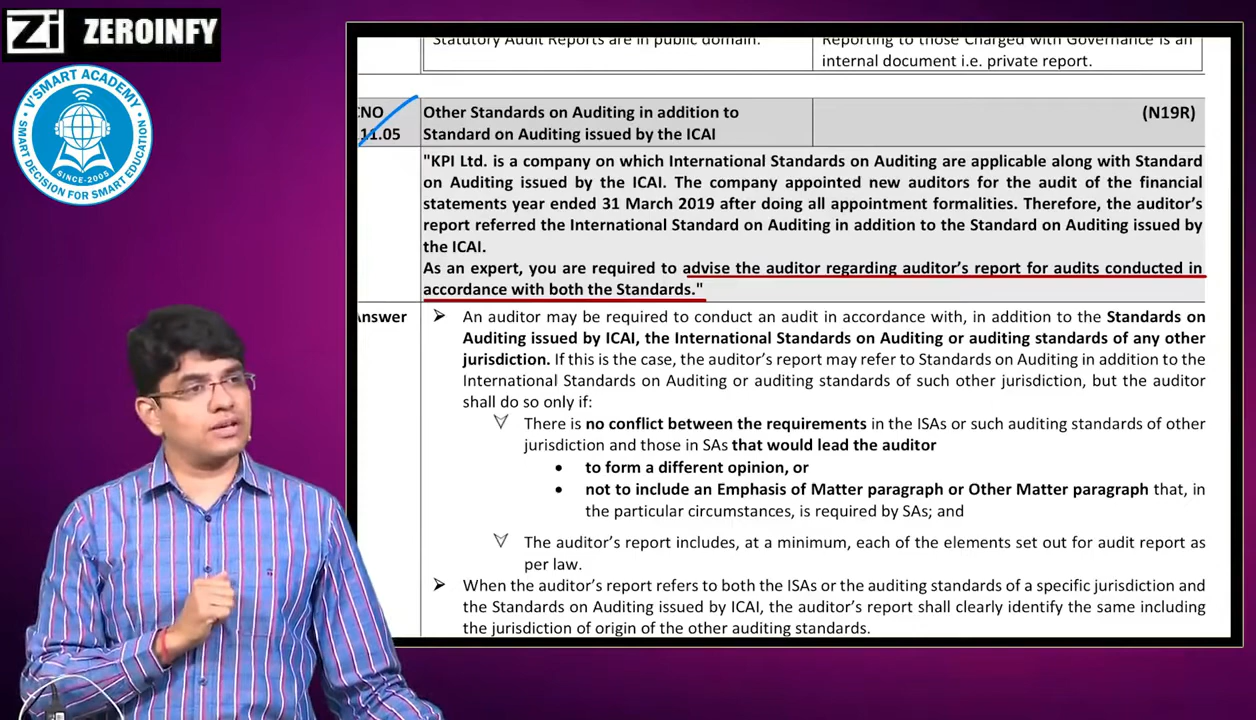 Zi ZEROINFY
V'SMART ACADEMY
SMART DECISION FOR SMART EDUCATION
SINCE-2005
Statutory Audit Reports are in public domain.
Reporting to those Charged with Governance is an
internal document i.e. private report.
CNO
11.05
Other Standards on Auditing in addition to
Standard on Auditing issued by the ICAI
(N19R)
"KPI Ltd. is a company on which International Standards on Auditing are applicable along with Standard
on Auditing issued by the ICAI. The company appointed new auditors for the audit of the financial
statements year ended 31 March 2019 after doing all appointment formalities. Therefore, the auditor's
report referred the International Standard on Auditing in addition to the Standard on Auditing issued by
the ICAI.
As an expert, you are required to advise the auditor regarding auditor's report for audits conducted in
accordance with both the Standards."
Answer
➢ An auditor may be required to conduct an audit in accordance with, in addition to the Standards on
Auditing issued by ICAI, the International Standards on Auditing or auditing standards of any other
jurisdiction. If this is the case, the auditor's report may refer to Standards on Auditing in addition to the
International Standards on Auditing or auditing standards of such other jurisdiction, but the auditor
shall do so only if:
There is no conflict between the requirements in the ISAs or such auditing standards of other
jurisdiction and those in SAs that would lead the auditor
• to form a different opinion, or
• not to include an Emphasis of Matter paragraph or Other Matter paragraph that, in
the particular circumstances, is required by SAs; and
The auditor's report includes, at a minimum, each of the elements set out for audit report as
per law.
➢ When the auditor's report refers to both the ISAs or the auditing standards of a specific jurisdiction and
the Standards on Auditing issued by ICAI, the auditor's report shall clearly identify the same including
the jurisdiction of origin of the other auditing standards.